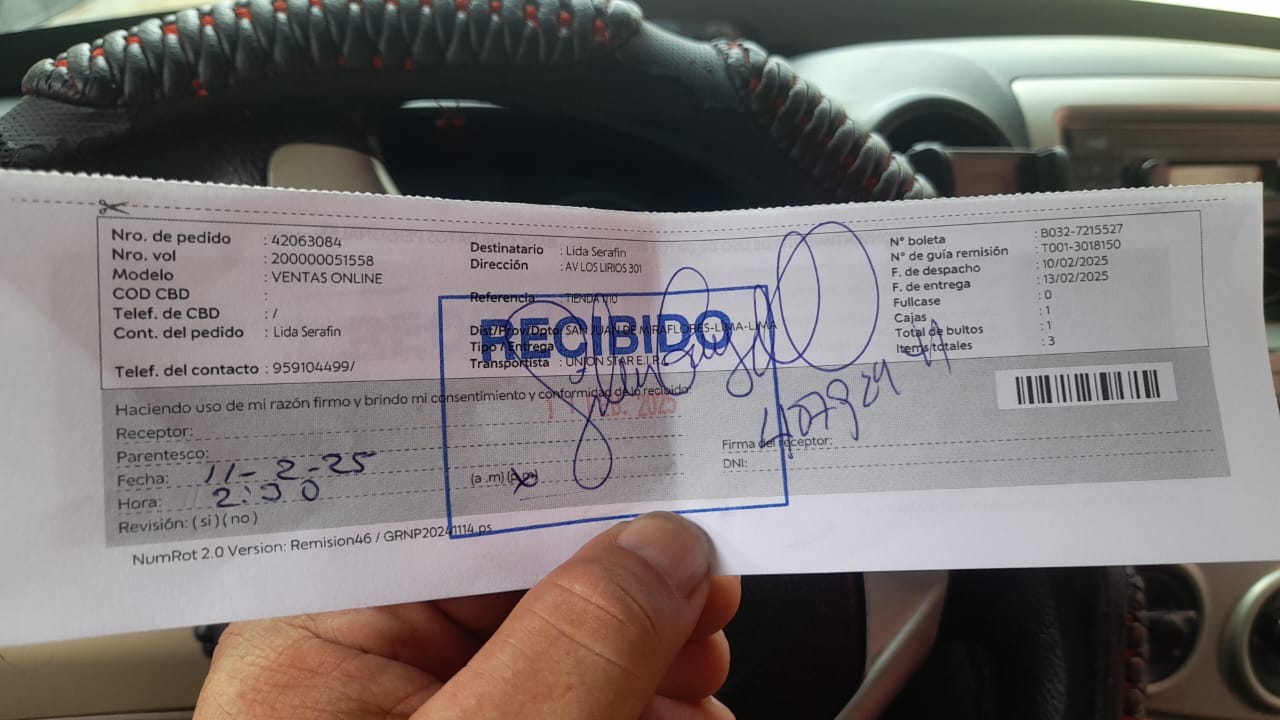 Nro. de pedido : 42063084
Nro. vol : 200000051558
Modelo : VENTAS ONLINE
COD CBD :
Telef. de CBD : /
Cont. del pedido : Lida Serafin
Telef. del contacto : 959104499/
Destinatario : Lida Serafin
Dirección : AV LOS LIRIOS 301
Referencia : TIENDA 1110
Dist/Prov/Dpto : SAN JUAN DE MIRAFLORES-LIMA-LIMA
Tipo / Entrega
Transportista : UNION STAR E.I.R.
RECIBIDO
N° boleta : B032-7215527
N° de guía remisión : T001-3018150
F. de despacho : 10/02/2025
F. de entrega : 13/02/2025
Fullcase : 0
Cajas : 1
Total de bultos : 1
Items totales : 3
Haciendo uso de mi razón firmo y brindo mi consentimiento y conformidad de lo recibido:
Receptor:
Parentesco:
Fecha: 11-2-25
Hora: 2:30
(a .m) (p.m)
Revisión: ( si ) ( no )
2025
Firma del receptor:
DNI:
NumRot 2.0 Version: Remision46 / GRNP20241114.ps